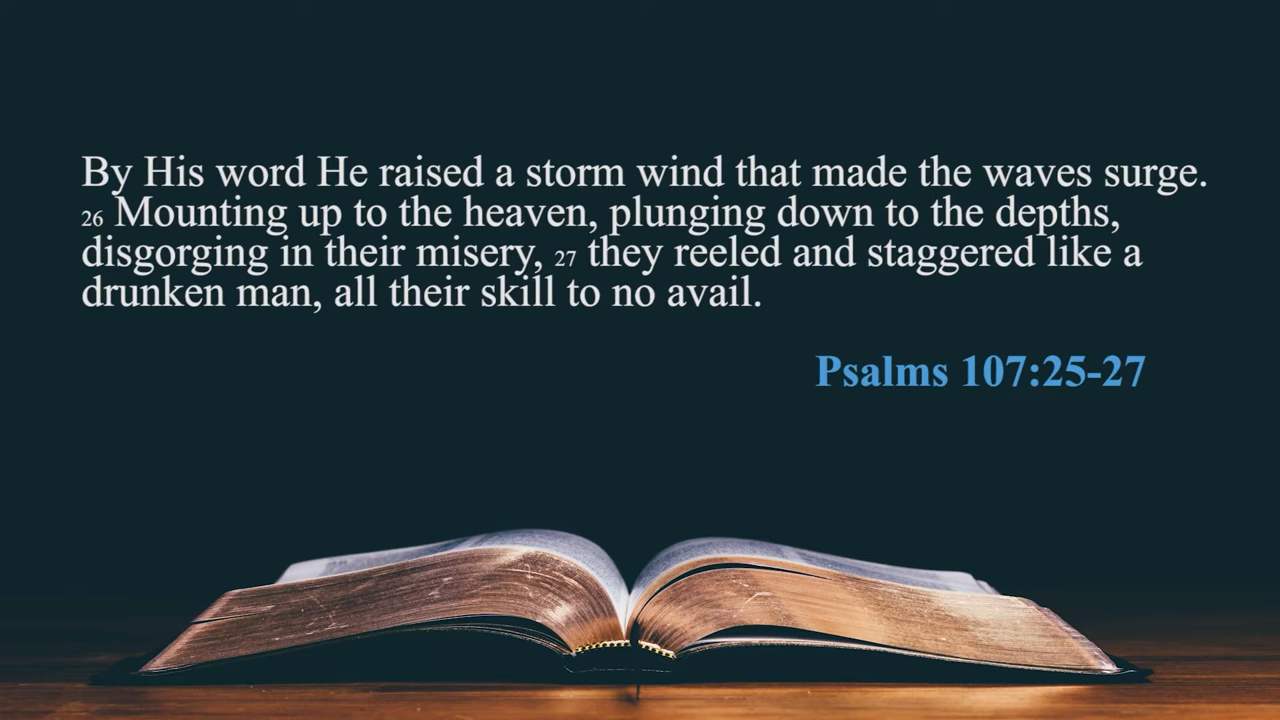 By His word He raised a storm wind that made the waves surge.
26 Mounting up to the heaven, plunging down to the depths,
disgorging in their misery, 27 they reeled and staggered like a
drunken man, all their skill to no avail.
Psalms 107:25-27